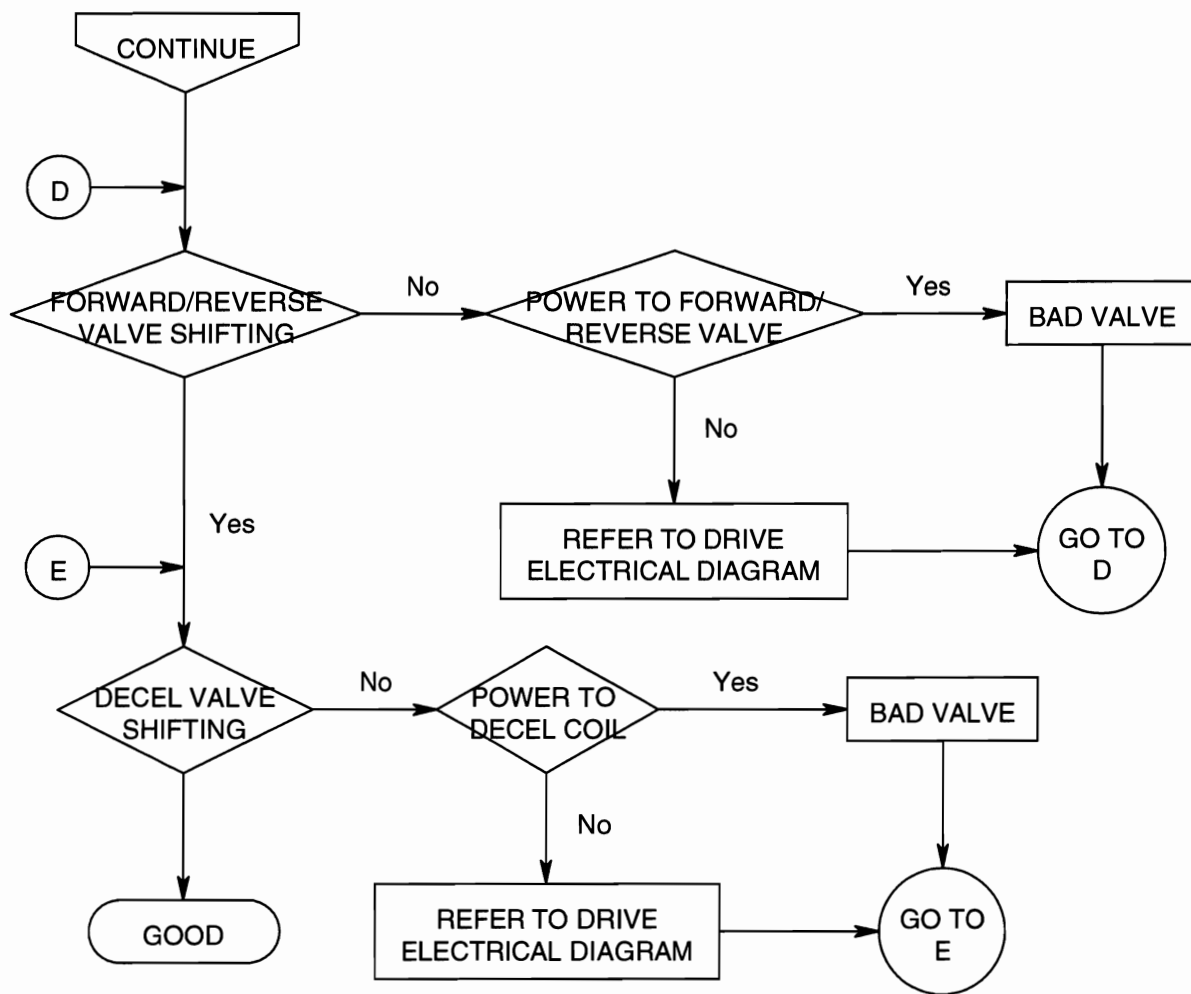 CONTINUE
D
FORWARD/REVERSE
VALVE SHIFTING
No
POWER TO FORWARD/
REVERSE VALVE
Yes
BAD VALVE
No
Yes
REFER TO DRIVE
ELECTRICAL DIAGRAM
GO TO
D
E
DECEL VALVE
SHIFTING
No
POWER TO
DECEL COIL
Yes
BAD VALVE
No
GOOD
REFER TO DRIVE
ELECTRICAL DIAGRAM
GO TO
E